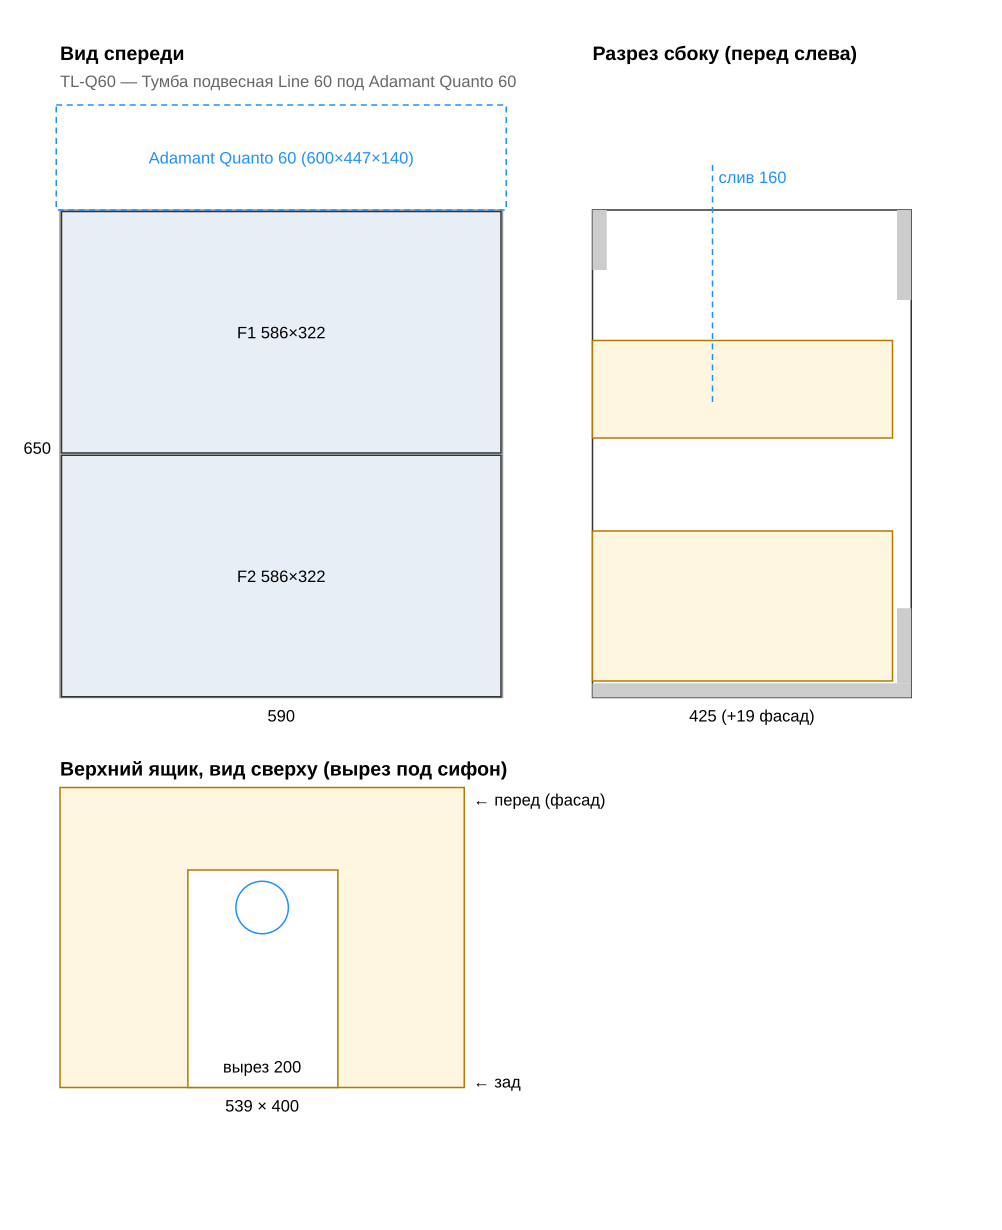 Вид спереди
TL-Q60 — Тумба подвесная Line 60 под Adamant Quanto 60
Adamant Quanto 60 (600×447×140)
F1 586×322
650
F2 586×322
590
Разрез сбоку (перед слева)
слив 160
425 (+19 фасад)
Верхний ящик, вид сверху (вырез под сифон)
← перед (фасад)
вырез 200
← зад
539 × 400